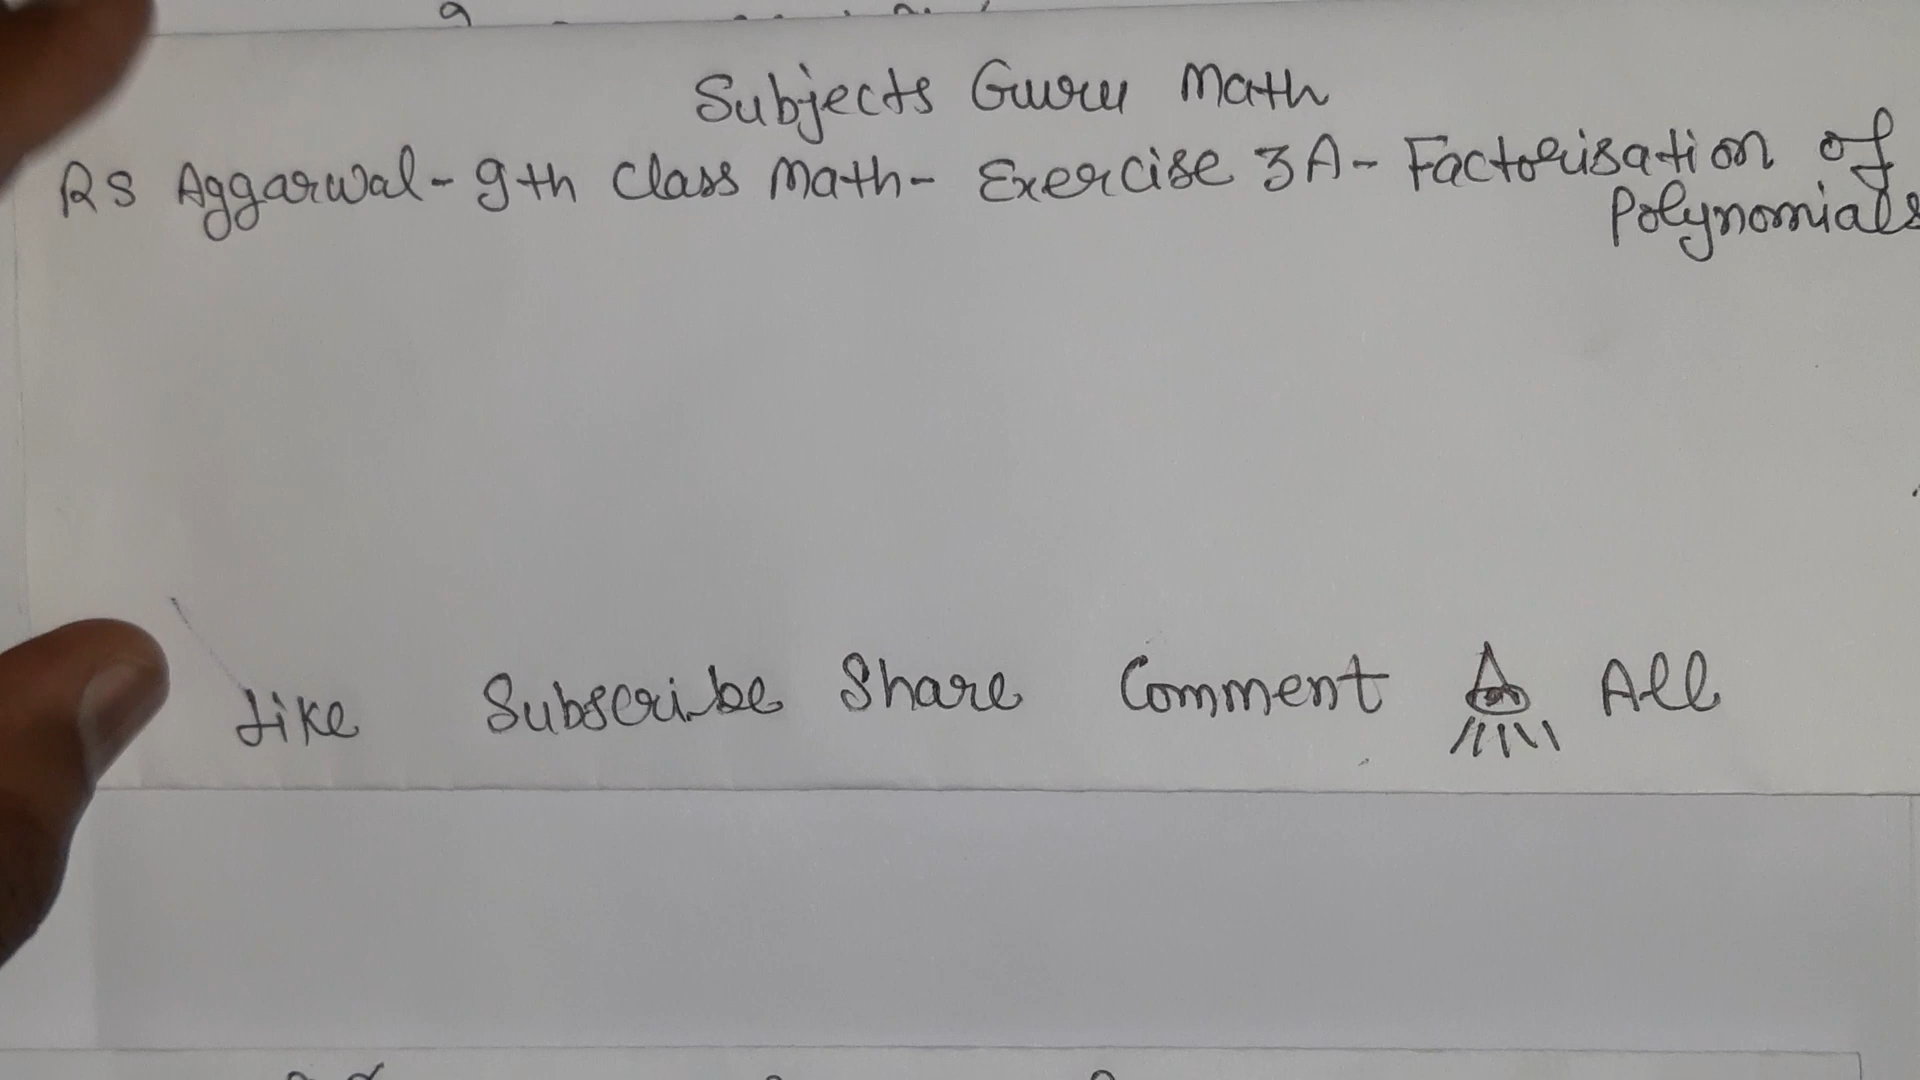 Subjects Guru Math
RS Aggarwal - 9th Class Math - Exercise 3A - Factorisation of
Polynomials
Like Subscribe Share Comment All